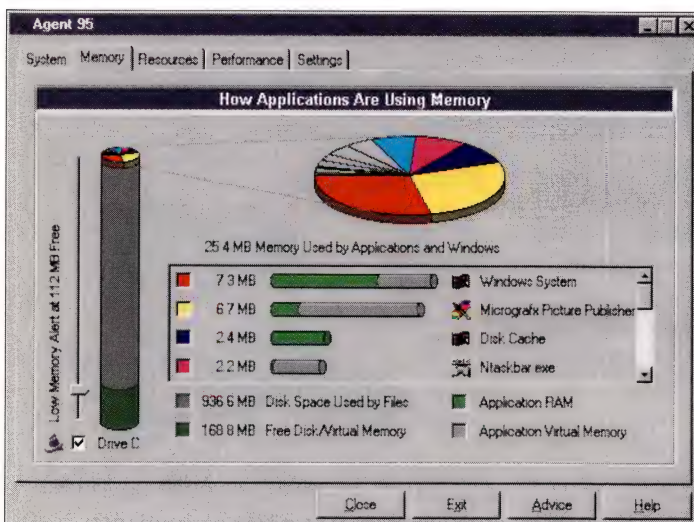 Agent 95
System Memory Resources Performance Settings
How Applications Are Using Memory
Low Memory Alert at 112 MB Free
25.4 MB Memory Used by Applications and Windows
7.3 MB Windows System
6.7 MB Micrografx Picture Publisher
2.4 MB Disk Cache
2.2 MB Ntaskbar.exe
936.6 MB Disk Space Used by Files Application RAM
168.8 MB Free Disk/Virtual Memory Application Virtual Memory
Drive C
Close Exit Advice Help